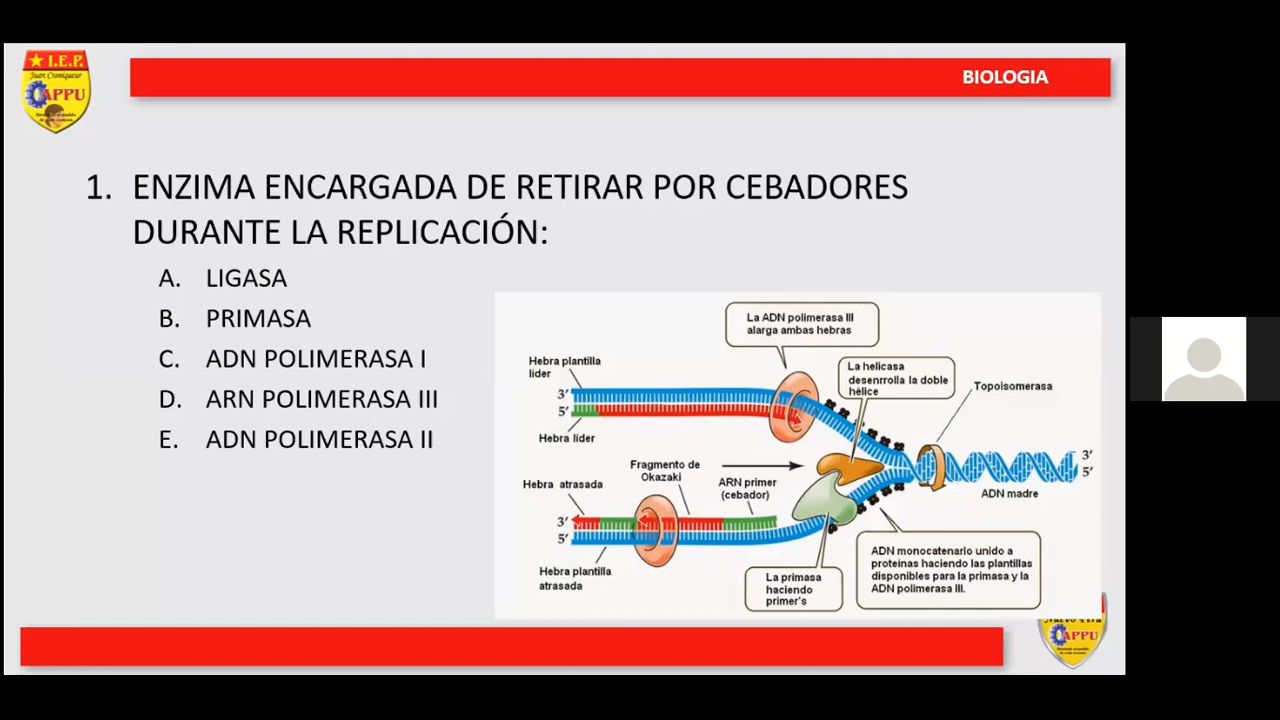 ★ I.E.P.
Juan Croniqueur
CAPPU
BIOLOGIA
1. ENZIMA ENCARGADA DE RETIRAR POR CEBADORES
DURANTE LA REPLICACIÓN:
A. LIGASA
B. PRIMASA
C. ADN POLIMERASA I
D. ARN POLIMERASA III
E. ADN POLIMERASA II
La ADN polimerasa III
alarga ambas hebras
Hebra plantilla
líder
La helicasa
desenrrolla la doble
hélice
Topoisomerasa
3'
5'
Hebra líder
Fragmento de
Okazaki
ARN primer
(cebador)
Hebra atrasada
3'
5'
ADN madre
3'
5'
Hebra plantilla
atrasada
La primasa
haciendo
primer's
ADN monocatenario unido a
proteínas haciendo las plantillas
disponibles para la primasa y la
ADN polimerasa III.
CAPPU